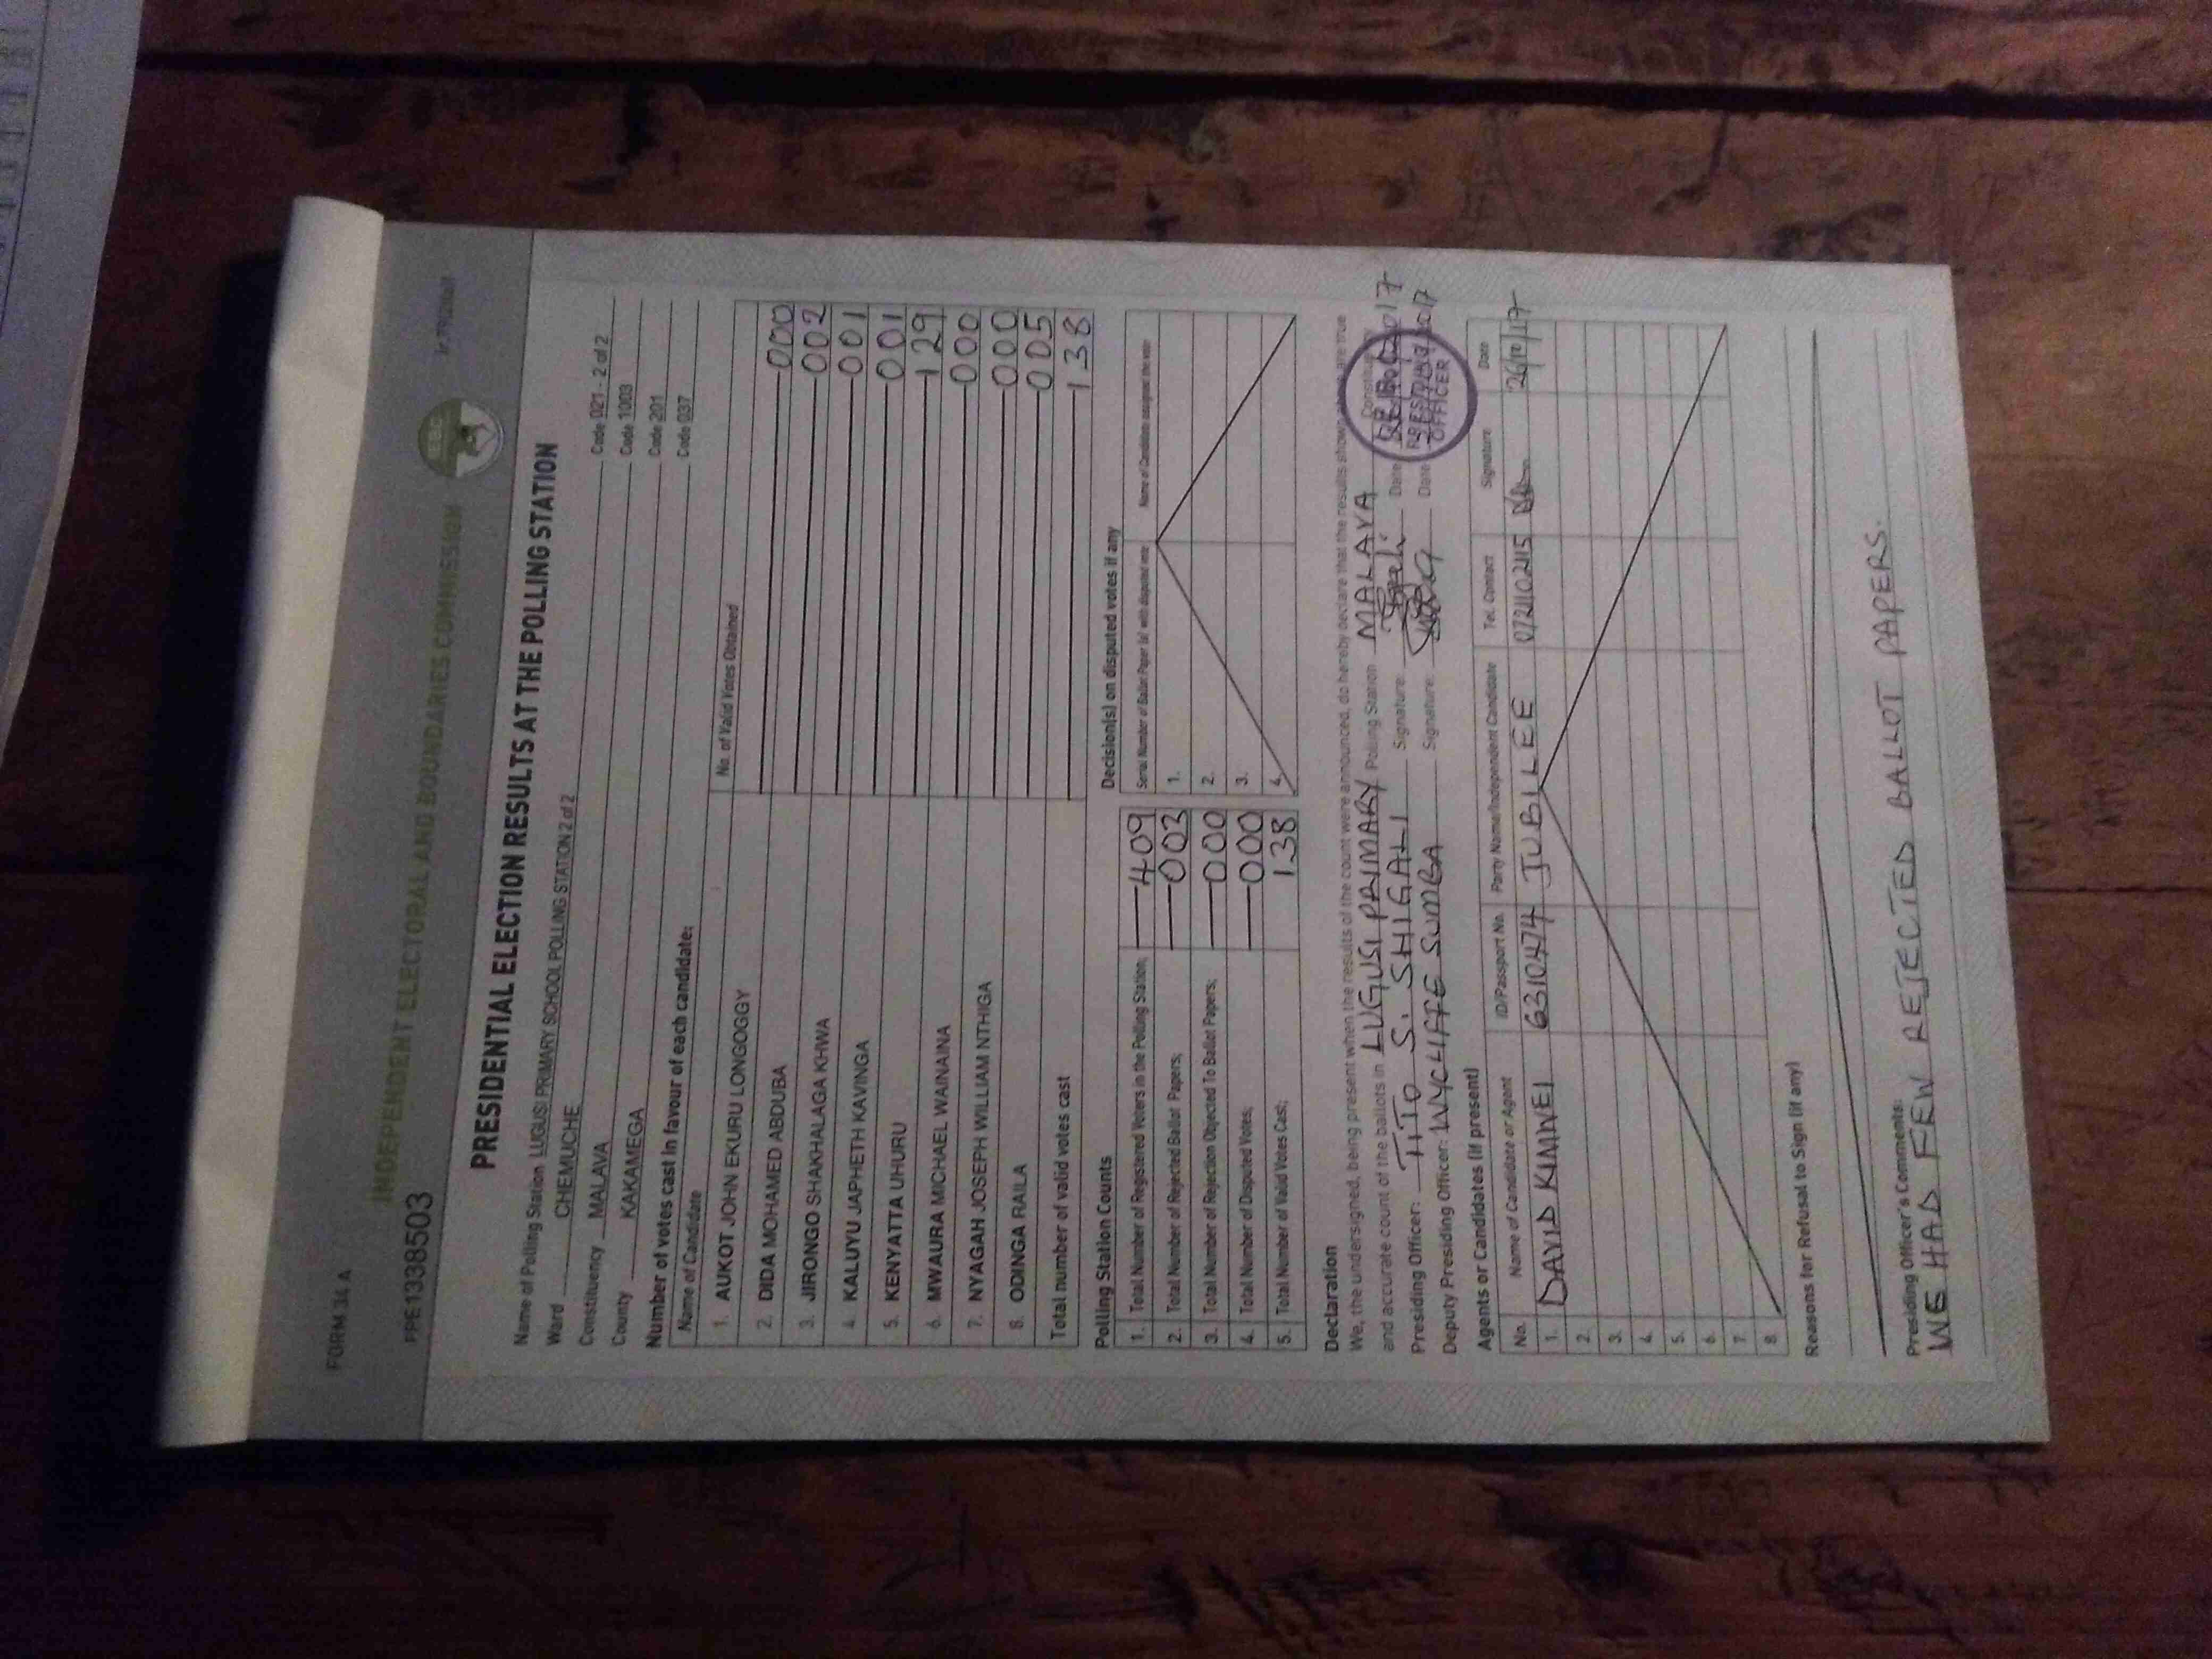 FORM 34 A
INDEPENDENT ELECTORAL AND BOUNDARIES COMMISSION
IEBC
PPE1338503
PRESIDENTIAL ELECTION RESULTS AT THE POLLING STATION
Name of Polling Station LUGUSI PRIMARY SCHOOL POLLING STATION 2 of 2 Code 021 - 2 of 2
Ward CHEMUCHE Code 1003
Constituency MALAVA Code 201
County KAKAMEGA Code 037
Number of votes cast in favour of each candidate:
Name of Candidate No. of Valid Votes Obtained
1. AUKOT JOHN EKURU LONGOGGY 000
2. DIDA MOHAMED ABDUBA 002
3. JIRONGO SHAKHALAGA KHWA 001
4. KALUYU JAPHETH KAVINGA 001
5. KENYATTA UHURU 129
6. MWAURA MICHAEL WAINAINA 000
7. NYAGAH JOSEPH WILLIAM NTHIGA 000
8. ODINGA RAILA 005
Total number of valid votes cast 138
Polling Station Counts
1. Total Number of Registered Voters in the Polling Station; 409
2. Total Number of Rejected Ballot Papers; 003
3. Total Number of Rejection Objected To Ballot Papers; 000
4. Total Number of Disputed Votes; 000
5. Total Number of Valid Votes Cast; 138
Decision(s) on disputed votes if any
Serial Number of Ballot Paper (s) with disputed vote Name of Candidate assigned the vote
1.
2.
3.
4.
Declaration
We, the undersigned, being present when the results of the count were announced, do hereby declare that the results shown above are true
and accurate count of the ballots in LUGUSI PRIMARY Polling Station MALAVA Constituency
Presiding Officer: TITO S. SHIGALI Signature: Date 2017
Deputy Presiding Officer: WYCLIFFE SUMBA Signature: Date 2017
PRESIDING
OFFICER
Agents or Candidates (if present)
No. Name of Candidate or Agent ID/Passport No. Party Name/Independent Candidate Tel. Contact Signature Date
1. DAVID KIMWEI 6310474 JUBILEE 0721102115 26/10/17
2.
3.
4.
5.
6.
7.
8.
Reasons for Refusal to Sign (if any)
Presiding Officer's Comments:
WE HAD FEW REJECTED BALLOT PAPERS.